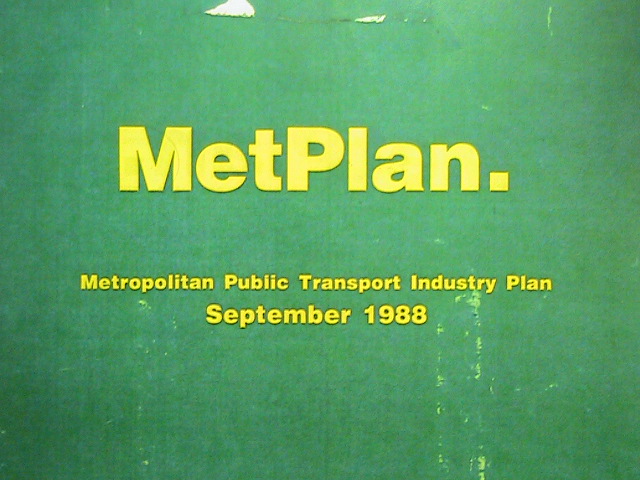 MetPlan.
Metropolitan Public Transport Industry Plan
September 1988